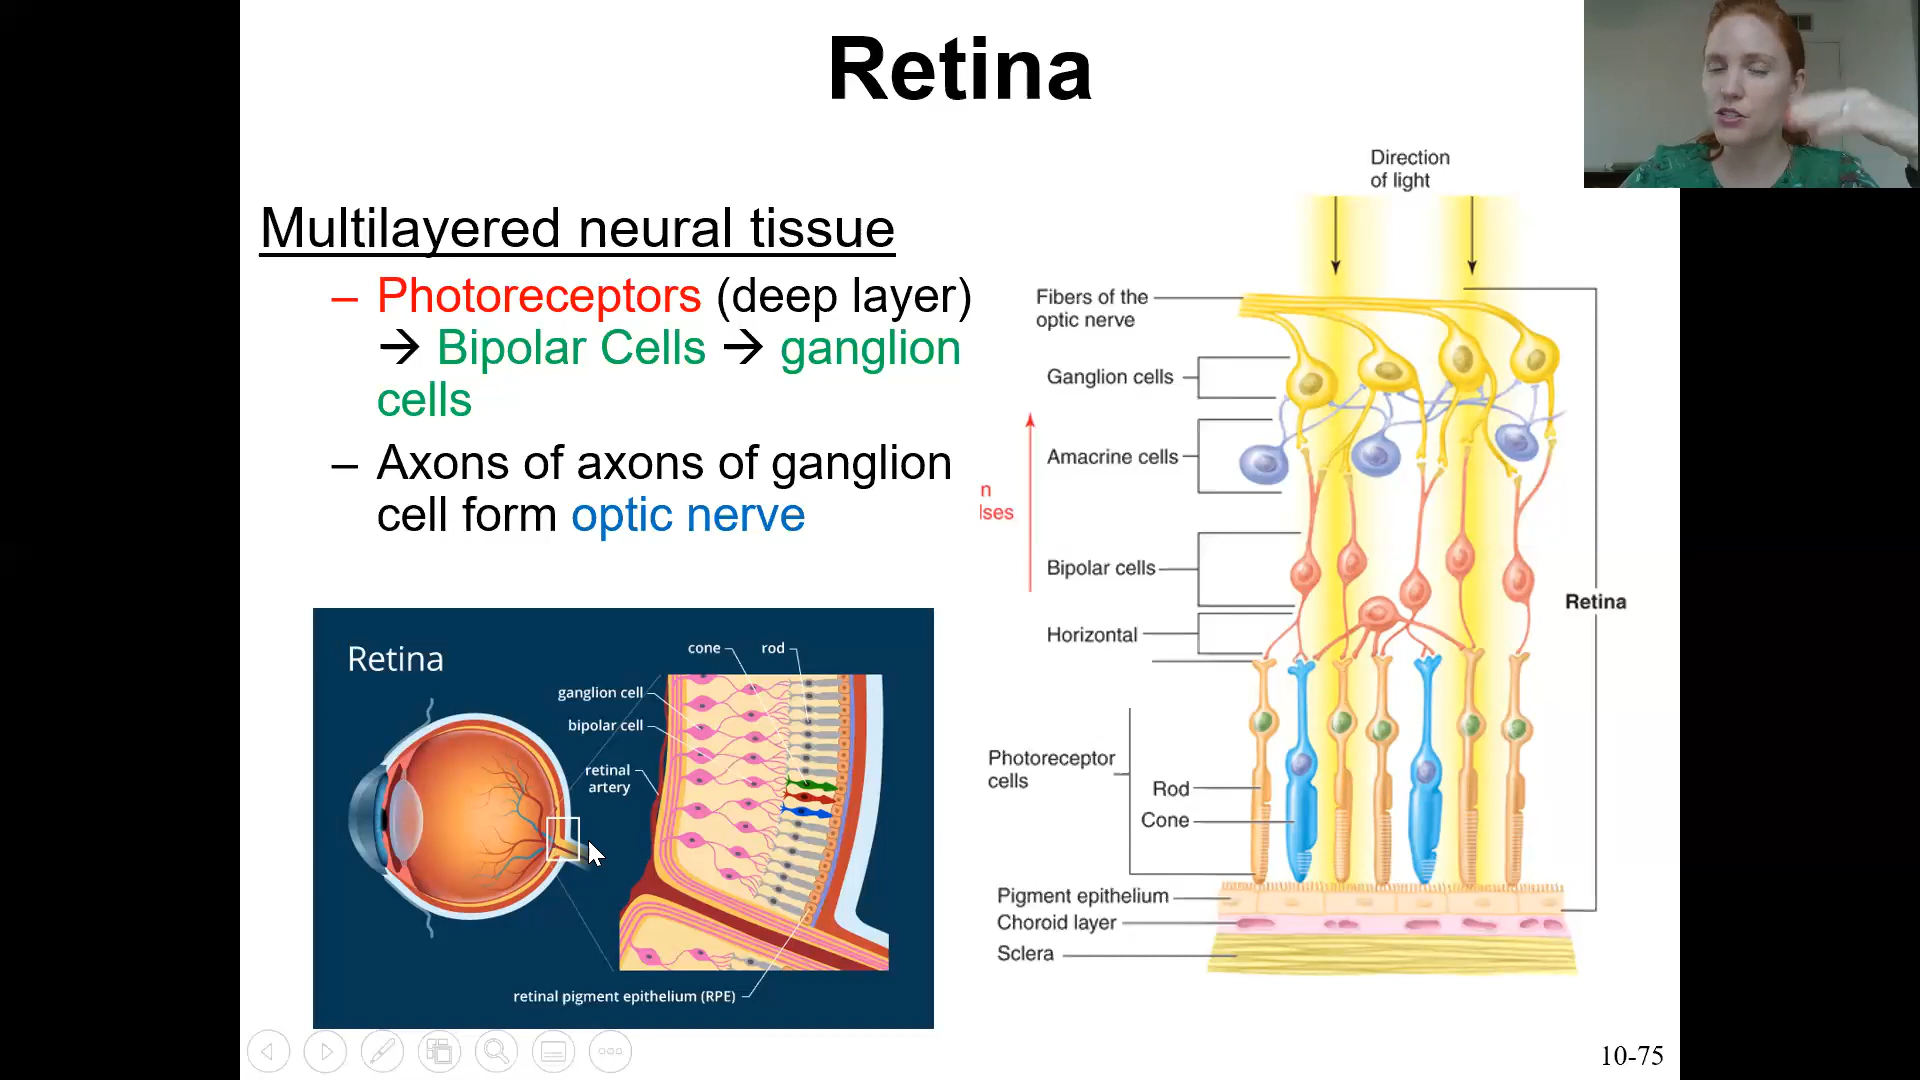 Retina
Multilayered neural tissue
– Photoreceptors (deep layer)
→ Bipolar Cells → ganglion
cells
– Axons of axons of ganglion
cell form optic nerve
Retina
cone
rod
ganglion cell
bipolar cell
retinal
artery
retinal pigment epithelium (RPE)
Direction
of light
Fibers of the
optic nerve
Ganglion cells
Amacrine cells
n
lses
Bipolar cells
Horizontal
Retina
Photoreceptor
cells
Rod
Cone
Pigment epithelium
Choroid layer
Sclera
10-75